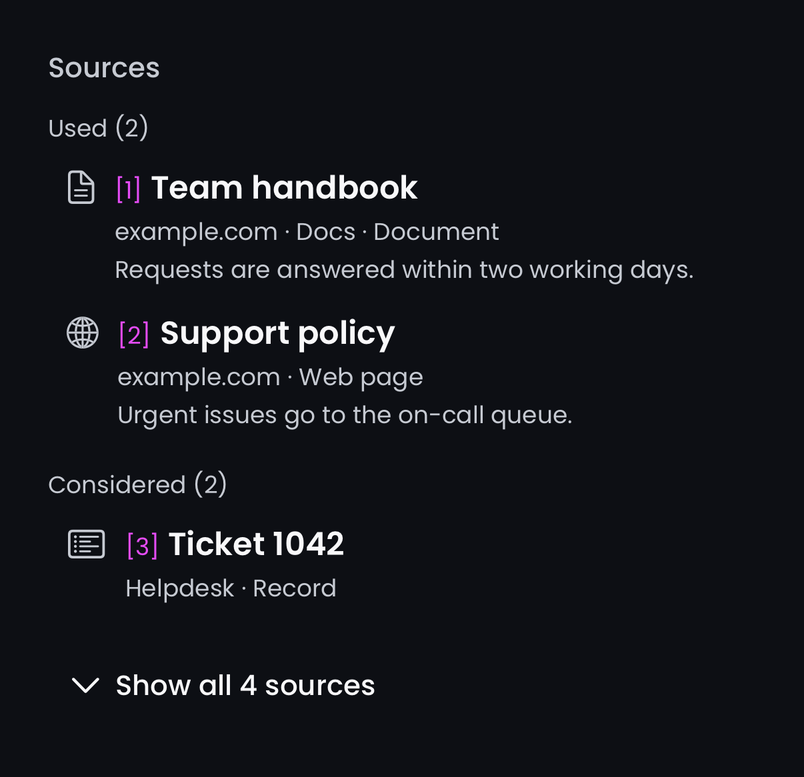 Sources
Used (2)
[1] Team handbook
example.com · Docs · Document
Requests are answered within two working days.
[2] Support policy
example.com · Web page
Urgent issues go to the on-call queue.
Considered (2)
[3] Ticket 1042
Helpdesk · Record
Show all 4 sources